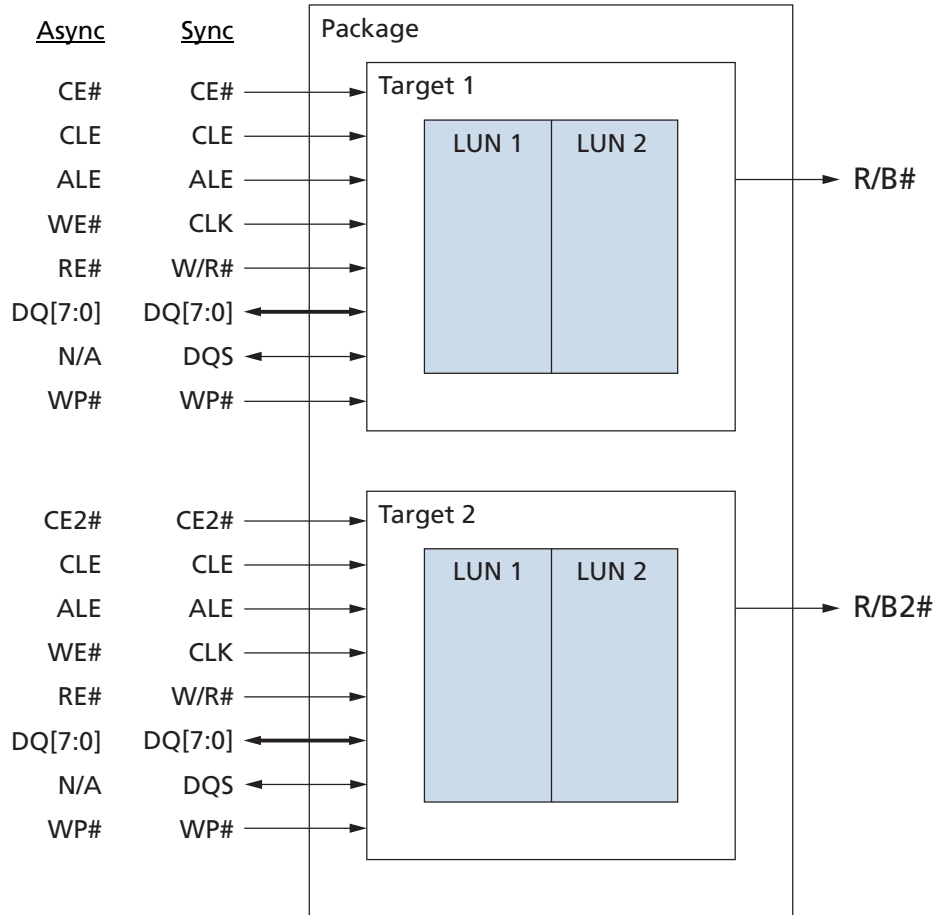 Async Sync Package
CE# CE# Target 1
CLE CLE LUN 1 LUN 2
ALE ALE R/B#
WE# CLK
RE# W/R#
DQ[7:0] DQ[7:0]
N/A DQS
WP# WP#
CE2# CE2# Target 2
CLE CLE LUN 1 LUN 2
ALE ALE R/B2#
WE# CLK
RE# W/R#
DQ[7:0] DQ[7:0]
N/A DQS
WP# WP#